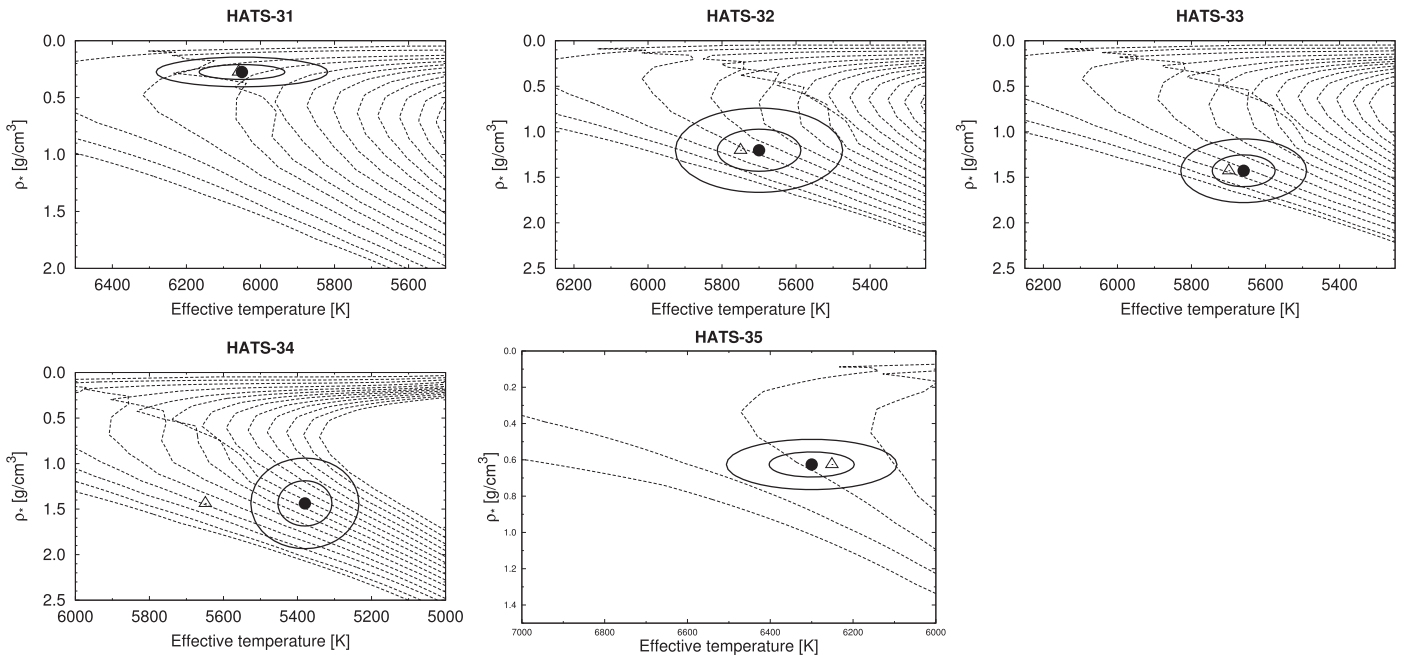 HATS-31
HATS-32
HATS-33
0.0
0.5
1.0
1.5
2.0
ρ* [g/cm3]
6400 6200 6000 5800 5600
Effective temperature [K]
0.0
0.5
1.0
1.5
2.0
2.5
ρ* [g/cm3]
6200 6000 5800 5600 5400
Effective temperature [K]
0.0
0.5
1.0
1.5
2.0
2.5
ρ* [g/cm3]
6200 6000 5800 5600 5400
Effective temperature [K]
HATS-34
0.0
0.5
1.0
1.5
2.0
2.5
ρ* [g/cm3]
6000 5800 5600 5400 5200 5000
Effective temperature [K]
HATS-35
0.0
0.2
0.4
0.6
0.8
1.0
1.2
1.4
ρ* [g/cm3]
7000 6800 6600 6400 6200 6000
Effective temperature [K]